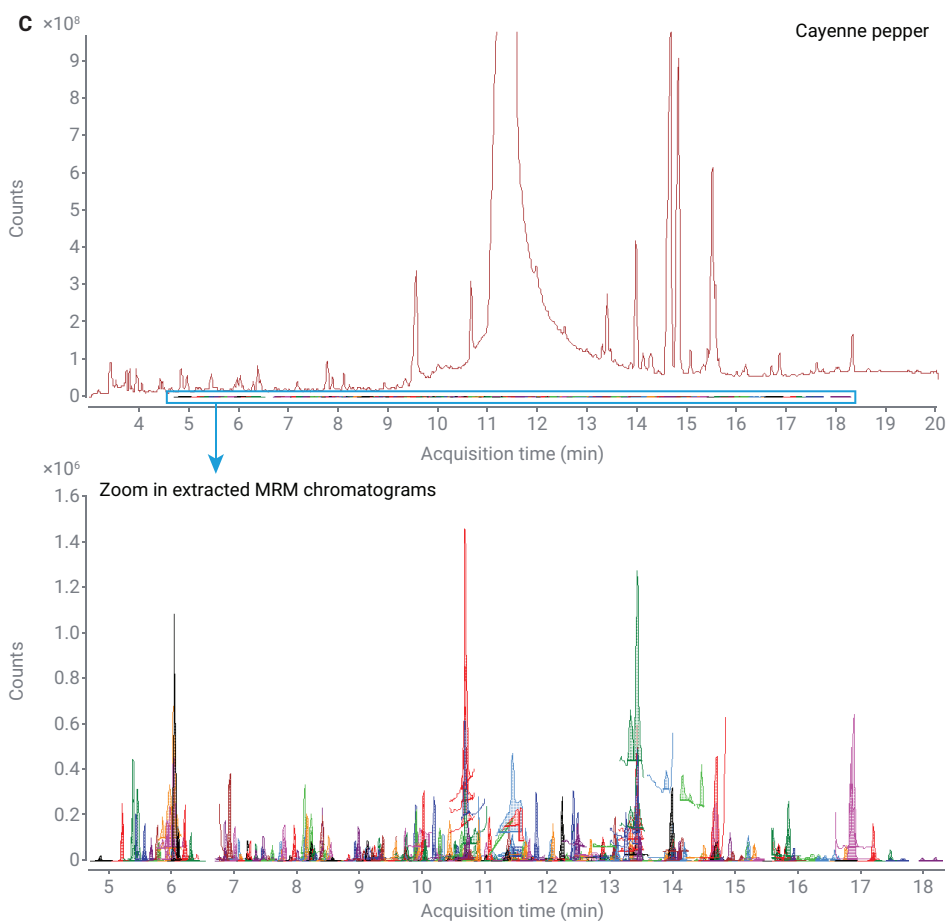 C ×10⁸ Cayenne pepper
9
8
7
6
5
4
3
2
1
0
Counts
4 5 6 7 8 9 10 11 12 13 14 15 16 17 18 19 20
Acquisition time (min)
×10⁶
Zoom in extracted MRM chromatograms
1.6
1.4
1.2
1.0
0.8
0.6
0.4
0.2
0
Counts
5 6 7 8 9 10 11 12 13 14 15 16 17 18
Acquisition time (min)